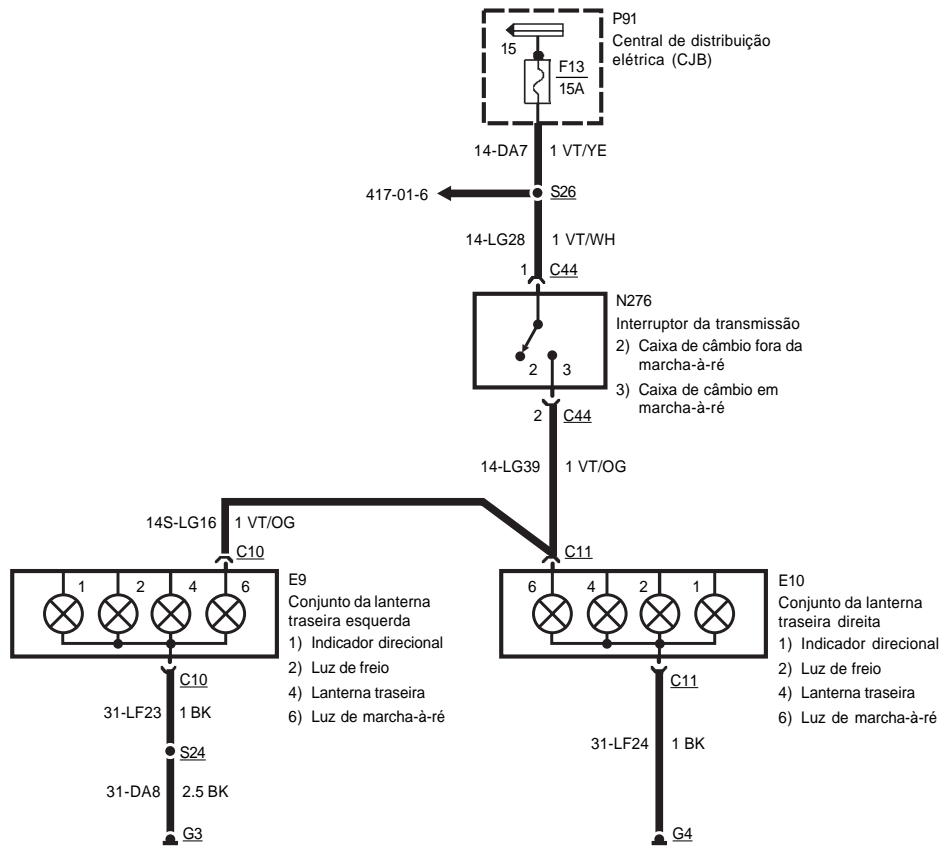 P91
Central de distribuição
elétrica (CJB)
15
F13
15A
14-DA7 1 VT/YE
417-01-6
S26
14-LG28 1 VT/WH
1 C44
N276
Interruptor da transmissão
2) Caixa de câmbio fora da
marcha-à-ré
3) Caixa de câmbio em
marcha-à-ré
2 3
2 C44
14-LG39 1 VT/OG
14S-LG16 1 VT/OG
C10
C11
1 2 4 6
E9
Conjunto da lanterna
traseira esquerda
1) Indicador direcional
2) Luz de freio
4) Lanterna traseira
6) Luz de marcha-à-ré
6 4 2 1
E10
Conjunto da lanterna
traseira direita
1) Indicador direcional
2) Luz de freio
4) Lanterna traseira
6) Luz de marcha-à-ré
C10
C11
31-LF23 1 BK
S24
31-DA8 2.5 BK
G3
31-LF24 1 BK
G4